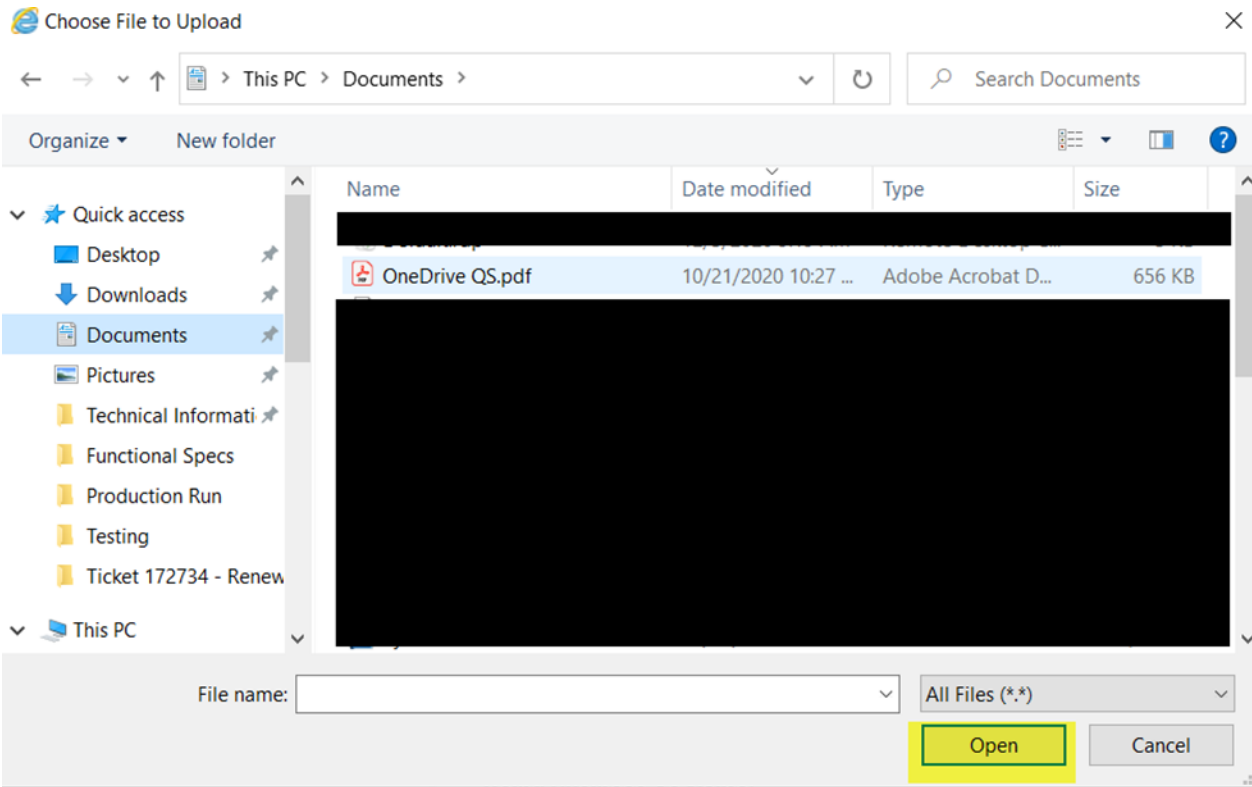 Choose File to Upload
This PC > Documents >
Search Documents
Organize
New folder
?
Name Date modified Type Size
Quick access
Desktop
Downloads
Documents
Pictures
Technical Informati
Functional Specs
Production Run
Testing
Ticket 172734 - Renew
This PC
OneDrive QS.pdf 10/21/2020 10:27 ... Adobe Acrobat D... 656 KB
File name:
All Files (*.*)
Open
Cancel